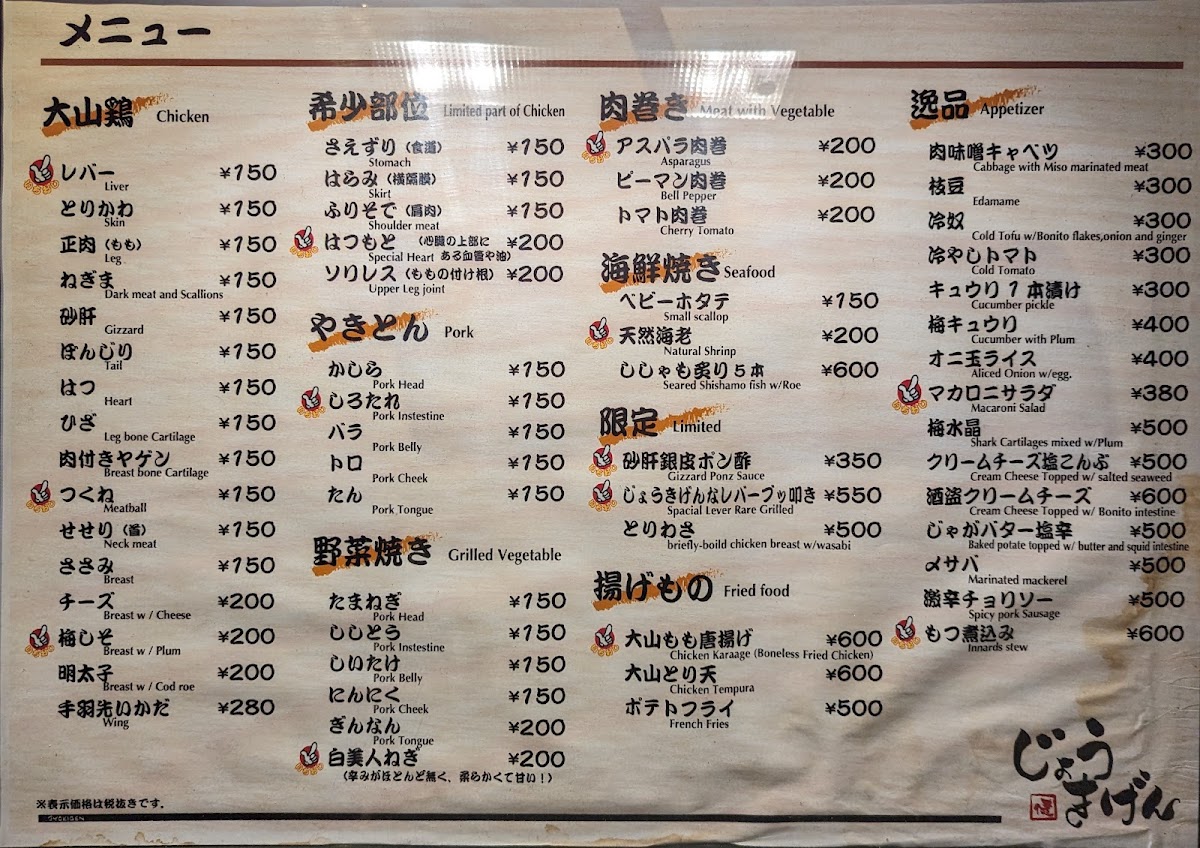 メニュー
大山鶏 Chicken
レバー ¥150
Liver
とりかわ ¥150
Skin
正肉（もも） ¥150
Leg
ねぎま ¥150
Dark meat and Scallions
砂肝 ¥150
Gizzard
ぼんじり ¥150
Tail
はつ ¥150
Heart
ひざ ¥150
Leg bone Cartilage
肉付きヤゲン ¥150
Breast bone Cartilage
つくね ¥150
Meatball
せせり（首） ¥150
Neck meat
ささみ ¥150
Breast
チーズ ¥200
Breast w / Cheese
梅しそ ¥200
Breast w / Plum
明太子 ¥200
Breast w / Cod roe
手羽先いかだ ¥280
Wing
※表示価格は税抜きです。
JYOKIGEN
希少部位 Limited part of Chicken
さえずり（食道） ¥150
Stomach
はらみ（横隔膜） ¥150
Skirt
ふりそで（肩肉） ¥150
Shoulder meat
はつもと （心臓の上部に ¥200
Special Heart ある血管や油）
ソリレス（ももの付け根） ¥200
Upper Leg joint
やきとん Pork
かしら ¥150
Pork Head
しろたれ ¥150
Pork Instestine
バラ ¥150
Pork Belly
トロ ¥150
Pork Cheek
たん ¥150
Pork Tongue
野菜焼き Grilled Vegetable
たまねぎ ¥150
Pork Head
ししとう ¥150
Pork Instestine
しいたけ ¥150
Pork Belly
にんにく ¥150
Pork Cheek
ぎんなん ¥200
Pork Tongue
白美人ねぎ ¥200
（辛みがほとんど無く、柔らかくて甘い！）
肉巻き Meat with Vegetable
アスパラ肉巻 ¥200
Asparagus
ピーマン肉巻 ¥200
Bell Pepper
トマト肉巻 ¥200
Cherry Tomato
海鮮焼き Seafood
ベビーホタテ ¥150
Small scallop
天然海老 ¥200
Natural Shrinp
ししゃも炙り５本 ¥600
Seared Shishamo fish w/Roe
限定 Limited
砂肝銀皮ポン酢 ¥350
Gizzard Ponz Sauce
じょうきげんなレバーブッ叩き ¥550
Spacial Lever Rare Grilled
とりわさ ¥500
briefly-boild chicken breast w/wasabi
揚げもの Fried food
大山もも唐揚げ ¥600
Chicken Karaage (Boneless Fried Chicken)
大山とり天 ¥600
Chicken Tempura
ポテトフライ ¥500
French Fries
逸品 Appetizer
肉味噌キャベツ ¥300
Cabbage with Miso marinated meat
枝豆 ¥300
Edamame
冷奴 ¥300
Cold Tofu w/Bonito flakes,onion and ginger
冷やしトマト ¥300
Cold Tomato
キュウリ１本漬け ¥300
Cucumber pickle
梅キュウリ ¥400
Cucumber with Plum
オニ玉ライス ¥400
Aliced Onion w/egg.
マカロニサラダ ¥380
Macaroni Salad
梅水晶 ¥500
Shark Cartilages mixed w/Plum
クリームチーズ塩こんぶ ¥500
Cream Cheese Topped w/ salted seaweed
酒盗クリームチーズ ¥600
Cream Cheese Topped w/ Bonito intestine
じゃがバター塩辛 ¥500
Baked potate topped w/ butter and squid intestine
〆サバ ¥500
Marinated mackerel
激辛チョリソー ¥500
Spicy pork Sausage
もつ煮込み ¥600
Innards stew
じょうきげん